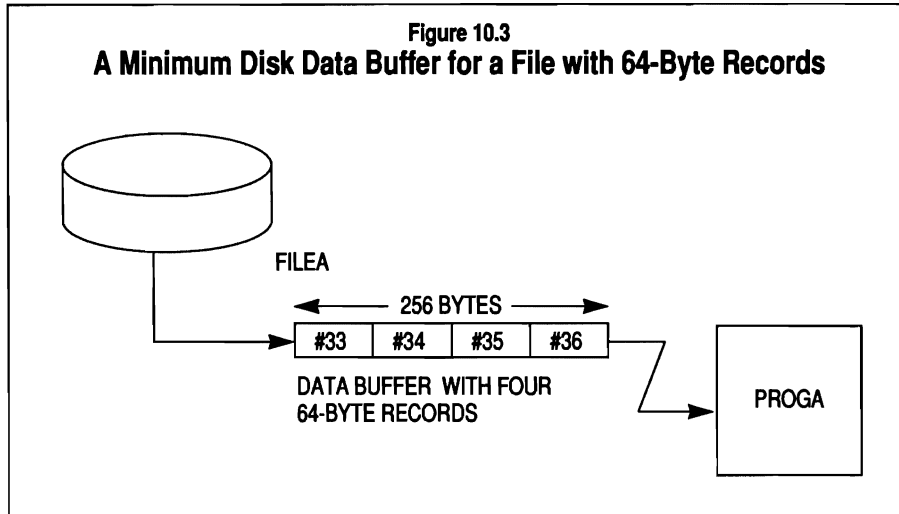 Figure 10.3
A Minimum Disk Data Buffer for a File with 64-Byte Records
FILEA
256 BYTES
#33 #34 #35 #36
DATA BUFFER WITH FOUR
64-BYTE RECORDS
PROGA